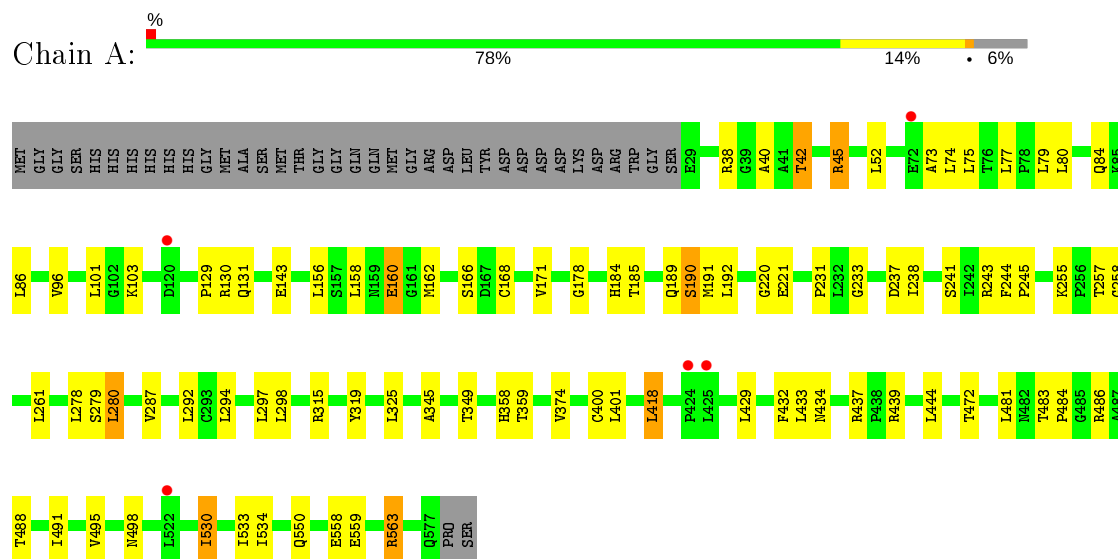 %
Chain A:
78% 14% • 6%
MET GLY GLY SER HIS HIS HIS HIS HIS HIS GLY MET ALA SER MET THR GLY GLY GLN GLN MET GLY ARG ASP LEU TYR ASP ASP ASP ASP LYS ASP ARG TRP GLY SER E29 R38 G39 A40 A41 T42 R45 L52 E72 A73 L74 L75 T76 L77 P78 L79 L80 Q84 K85
L86 V96 L101 G102 K103 D120 P129 R130 Q131 E143 L156 S157 L158 N159 E160 G161 M162 S166 D167 C168 V171 G178 H184 T185 Q189 S190 M191 L192 G220 E221 P231 L232 G233 D237 I238 S241 I242 R243 F244 P245 K255 P256 T257 G258
L261 L278 S279 L280 V287 L292 C293 L294 L297 L298 R315 Y319 L325 A345 T349 H358 T359 V374 C400 L401 L418 P424 L425 L429 F432 L433 N434 R437 P438 R439 L444 T472 L481 N482 T483 P484 G485 R486 A487
T488 I491 V495 N498 L522 I530 I533 I534 Q550 E558 E559 R563 Q577 PRO SER